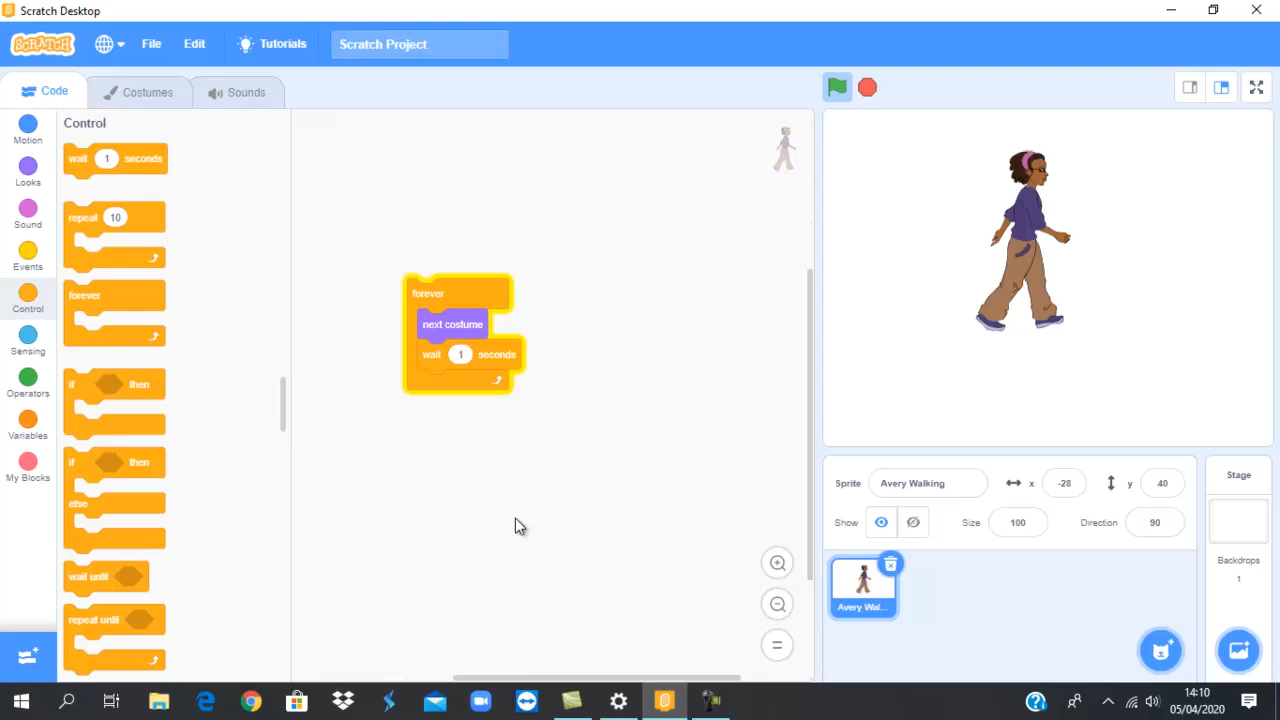 Scratch Desktop
SCRATCH
File
Edit
Tutorials
Scratch Project
Code
Costumes
Sounds
Motion
Looks
Sound
Events
Control
Sensing
Operators
Variables
My Blocks
Control
wait 1 seconds
repeat 10
forever
if then
if then
else
wait until
repeat until
forever
next costume
wait 1 seconds
Sprite Avery Walking x -28 y 40
Show Size 100 Direction 90
Avery Wal...
Stage
Backdrops
1
14:10
05/04/2020